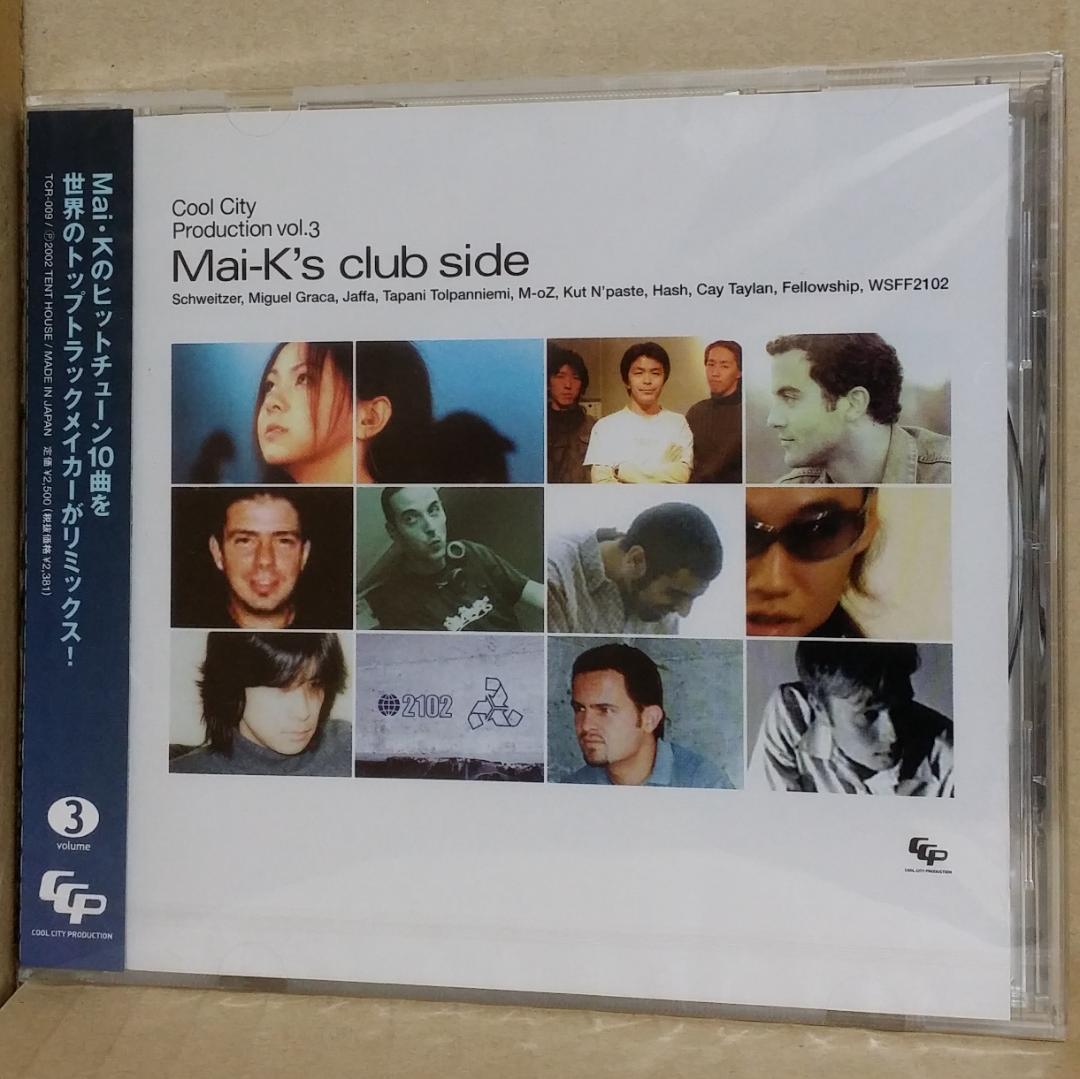 Mai・Kのヒットチューン10曲を
世界のトップトラックメイカーがリミックス！
TCR-009 / Ⓟ2002 TENT HOUSE / MADE IN JAPAN 定価 ¥2,500 (税抜価格 ¥2,381)
3
volume
CCP
COOL CITY PRODUCTION
Cool City
Production vol.3
Mai-K's club side
Schweitzer, Miguel Graca, Jaffa, Tapani Tolpanniemi, M-oZ, Kut N'paste, Hash, Cay Taylan, Fellowship, WSFF2102
2102
CCP
COOL CITY PRODUCTION